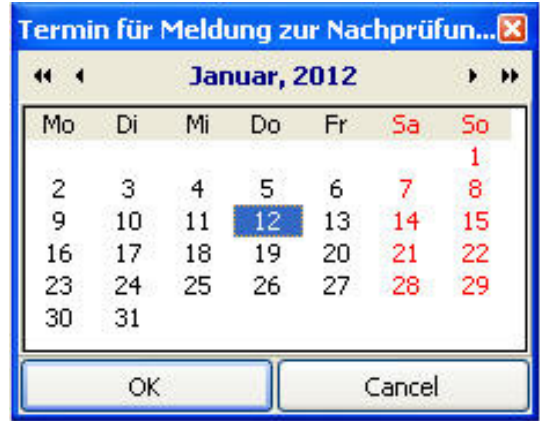 Termin für Meldung zur Nachprüfun...
Januar, 2012
Mo Di Mi Do Fr Sa So
1
2 3 4 5 6 7 8
9 10 11 12 13 14 15
16 17 18 19 20 21 22
23 24 25 26 27 28 29
30 31
OK Cancel